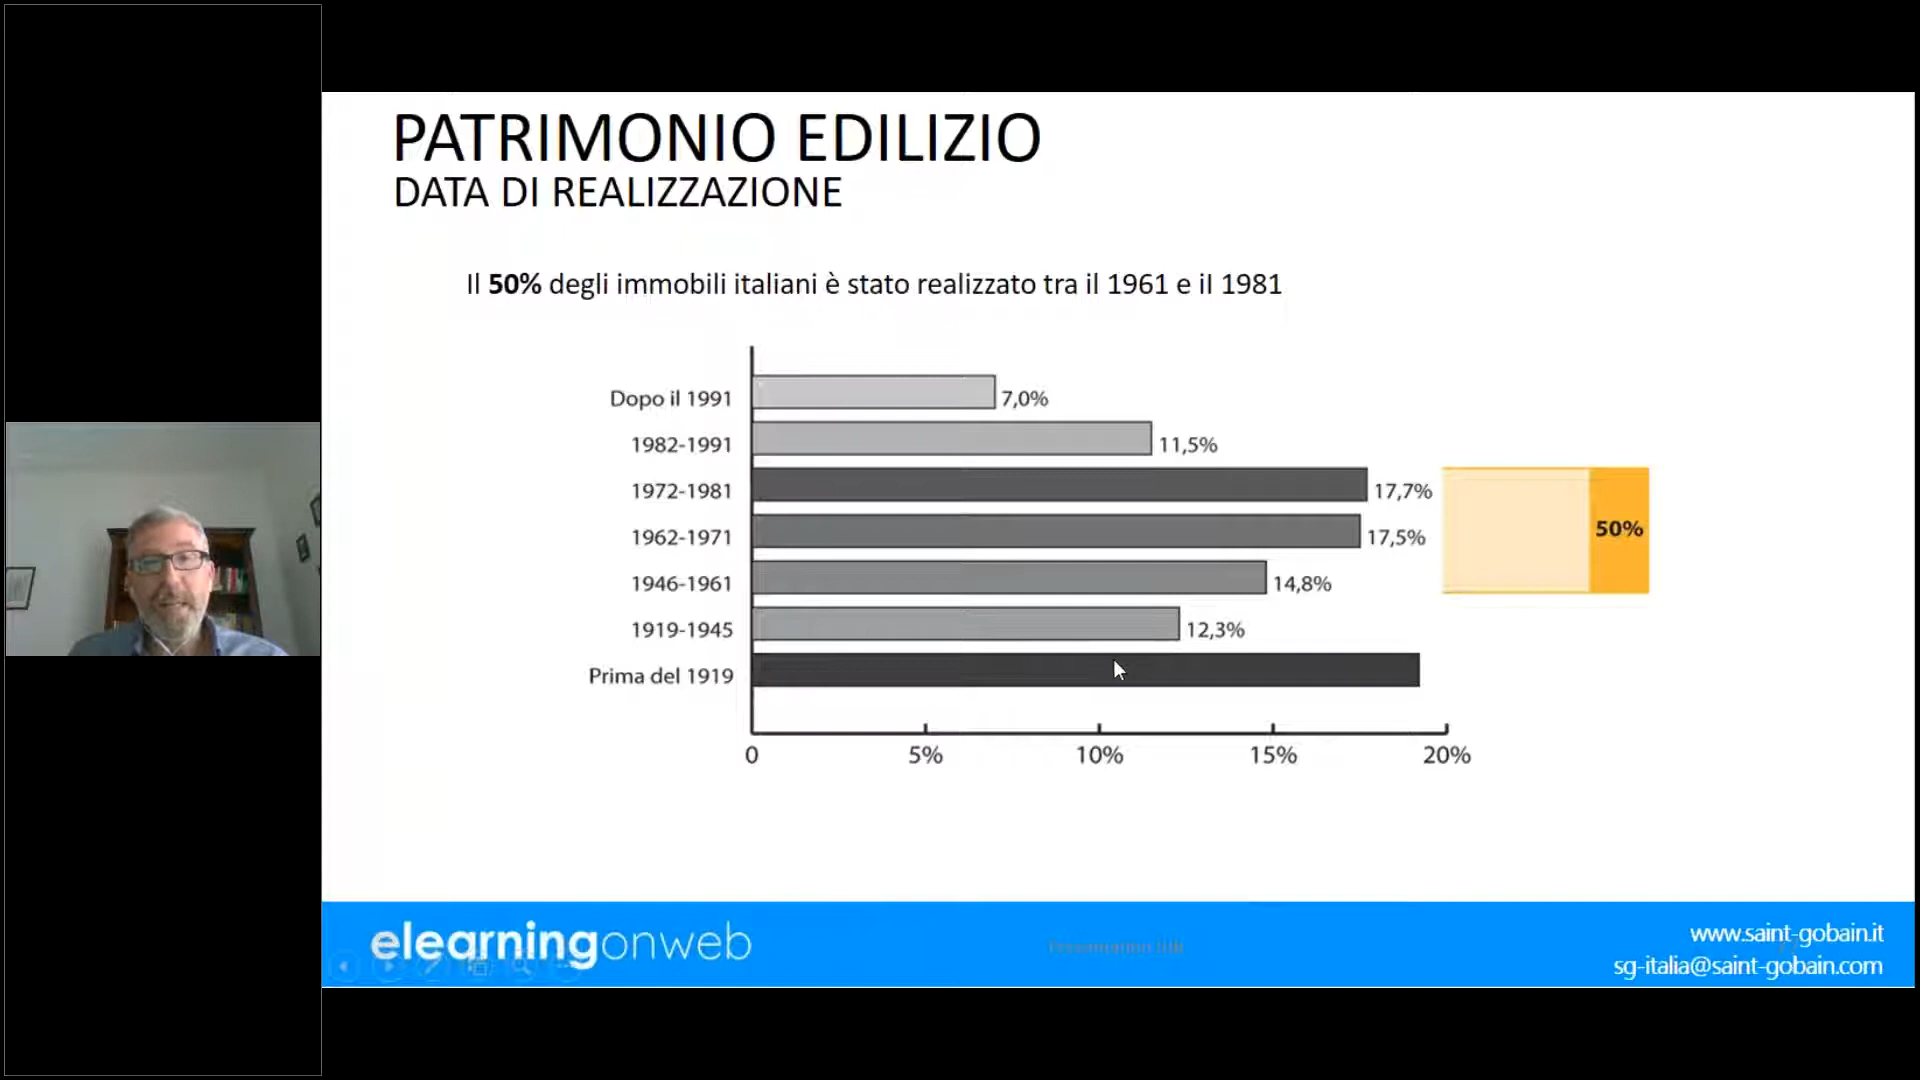 PATRIMONIO EDILIZIO
DATA DI REALIZZAZIONE
Il 50% degli immobili italiani è stato realizzato tra il 1961 e il 1981
Dopo il 1991 7,0%
1982-1991 11,5%
1972-1981 17,7%
1962-1971 17,5%
50%
1946-1961 14,8%
1919-1945 12,3%
Prima del 1919
0 5% 10% 15% 20%
elearningonweb
www.saint-gobain.it
sg-italia@saint-gobain.com